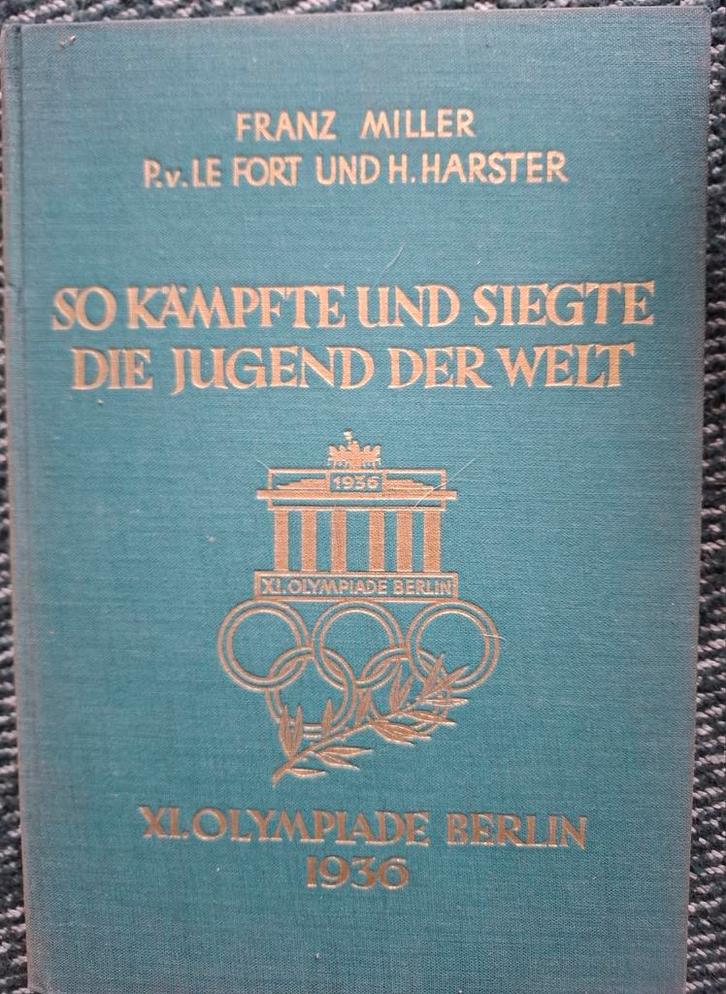 FRANZ MILLER
P.v. LE FORT UND H. HARSTER
SO KÄMPFTE UND SIEGTE
DIE JUGEND DER WELT
1936
XI. OLYMPIADE BERLIN
XI. OLYMPIADE BERLIN
1936